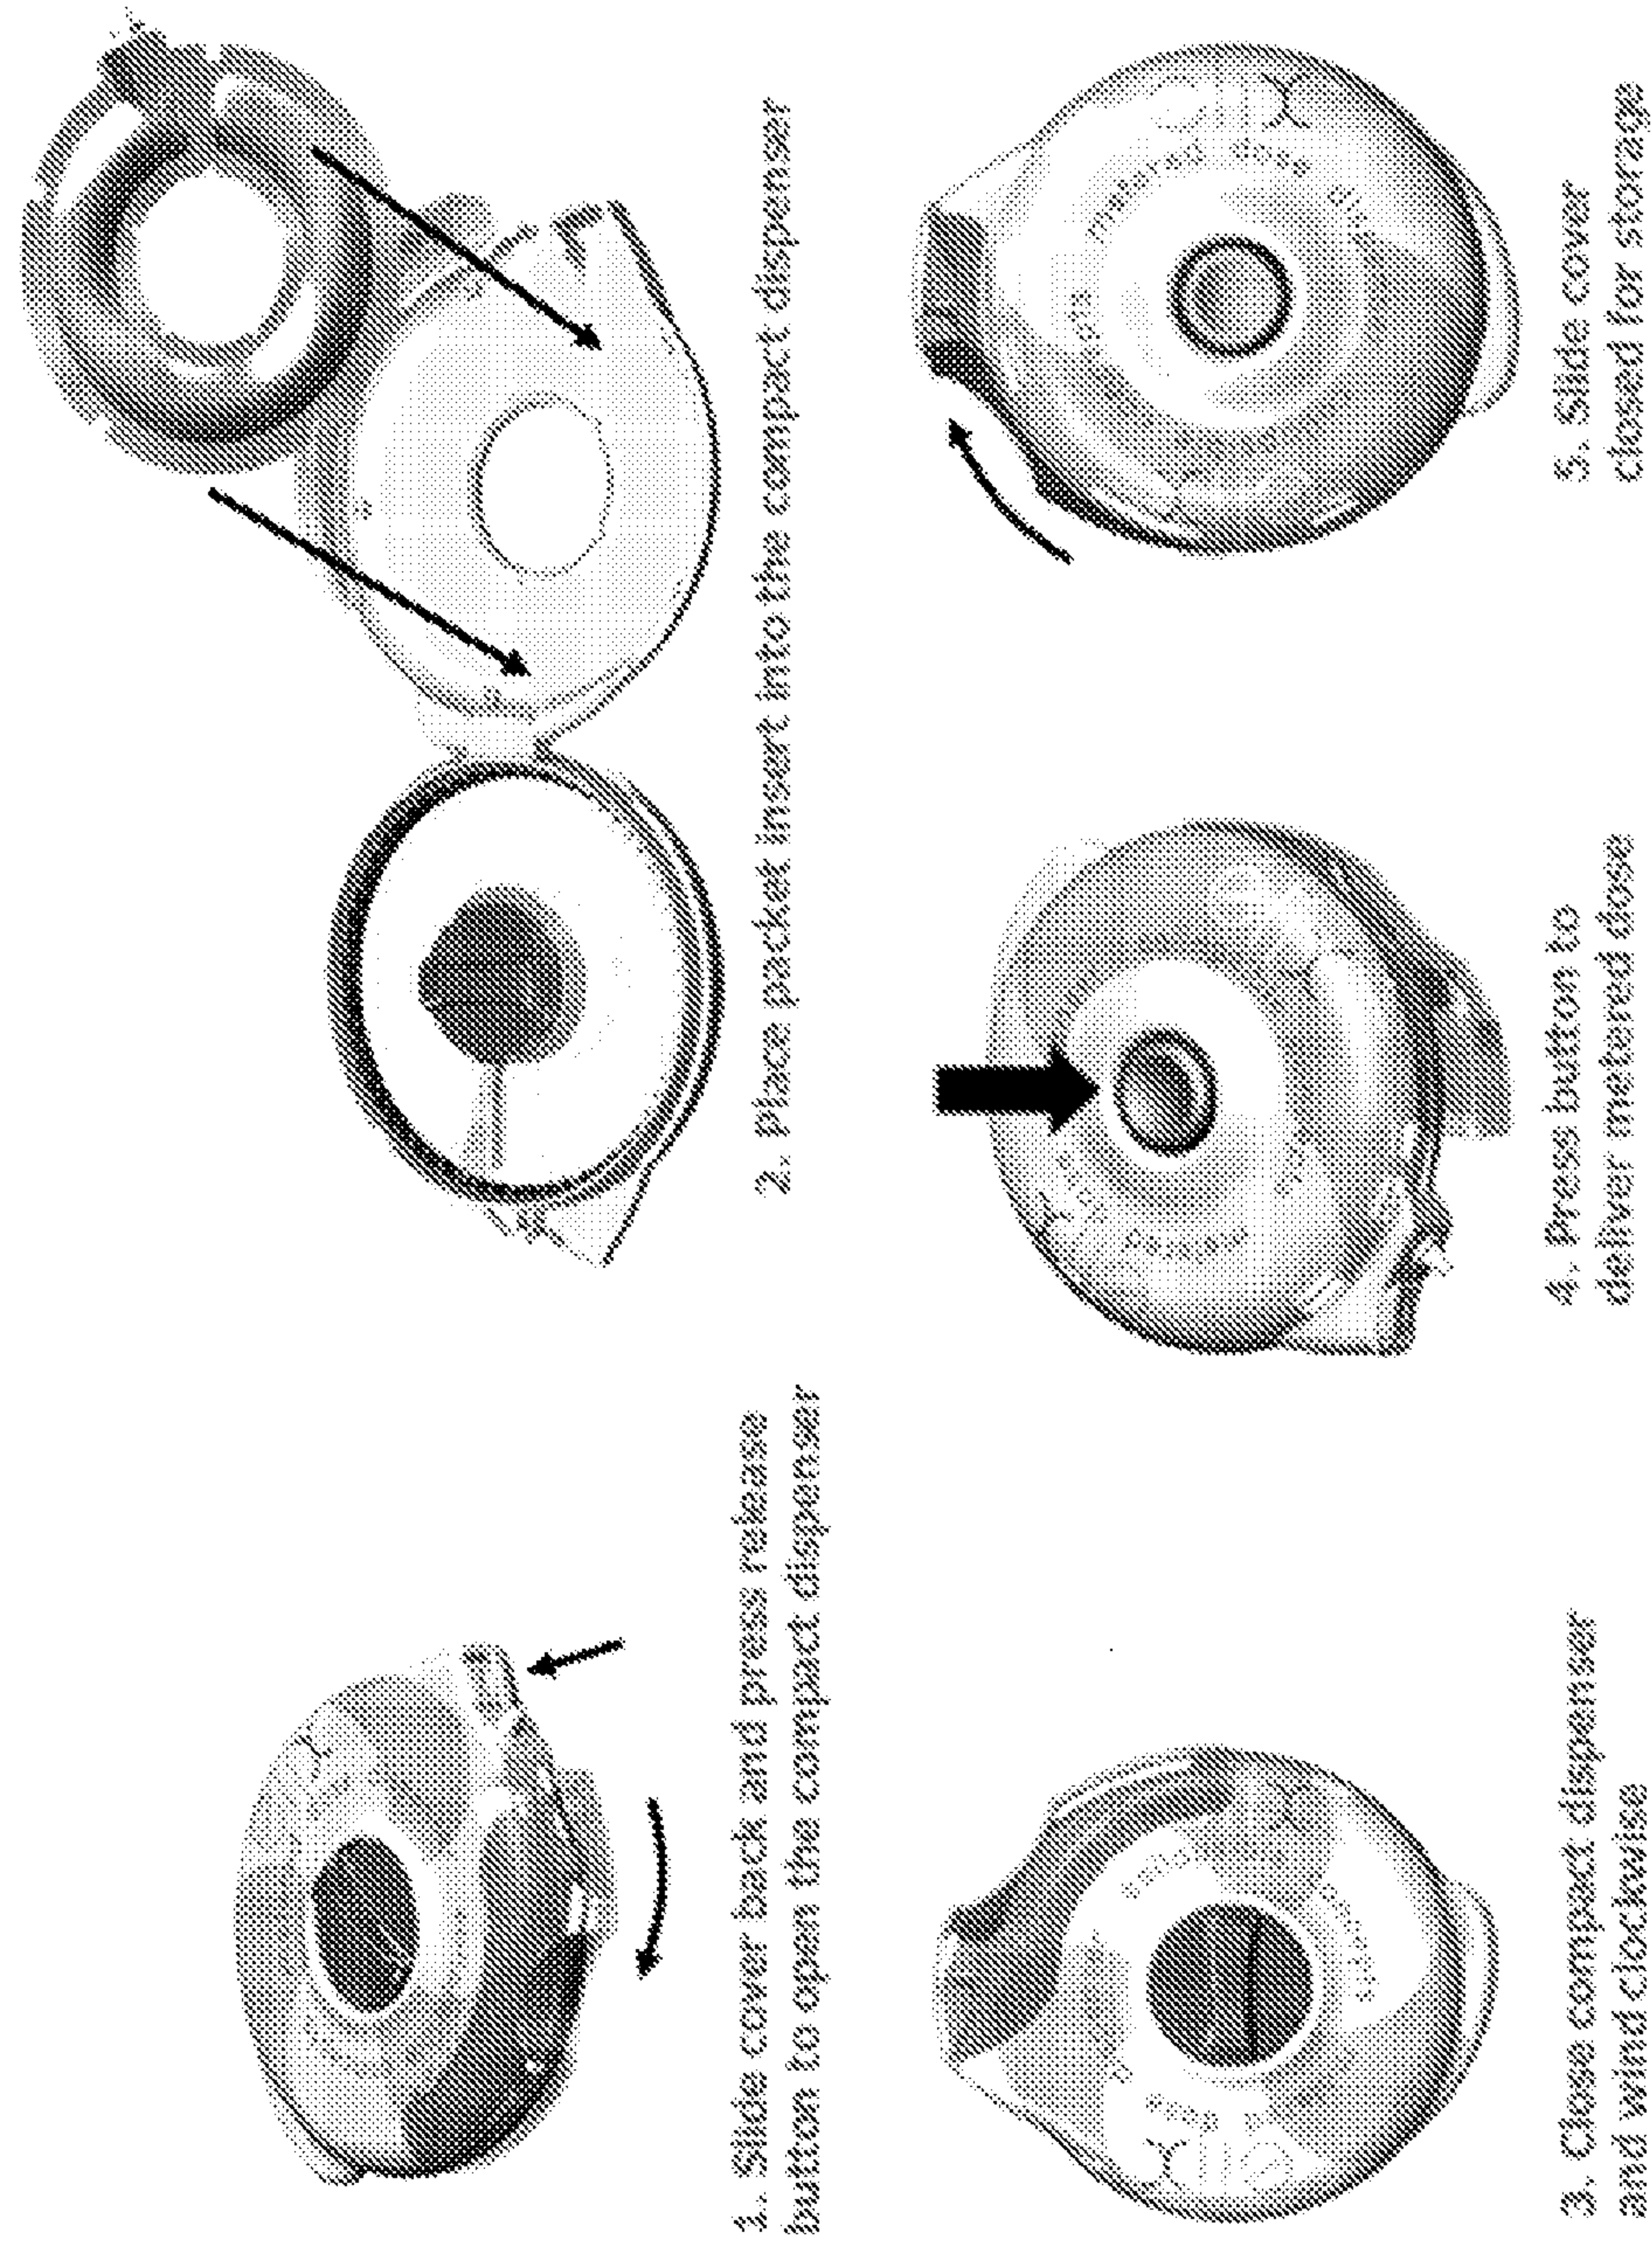 1. Slide cover back and press release
button to open the compact dispenser
2. Place packet insert into the compact dispenser
3. Close compact dispenser
and wind clockwise
4. Press button to
deliver metered dose
5. Slide cover
closed for storage
metered dose